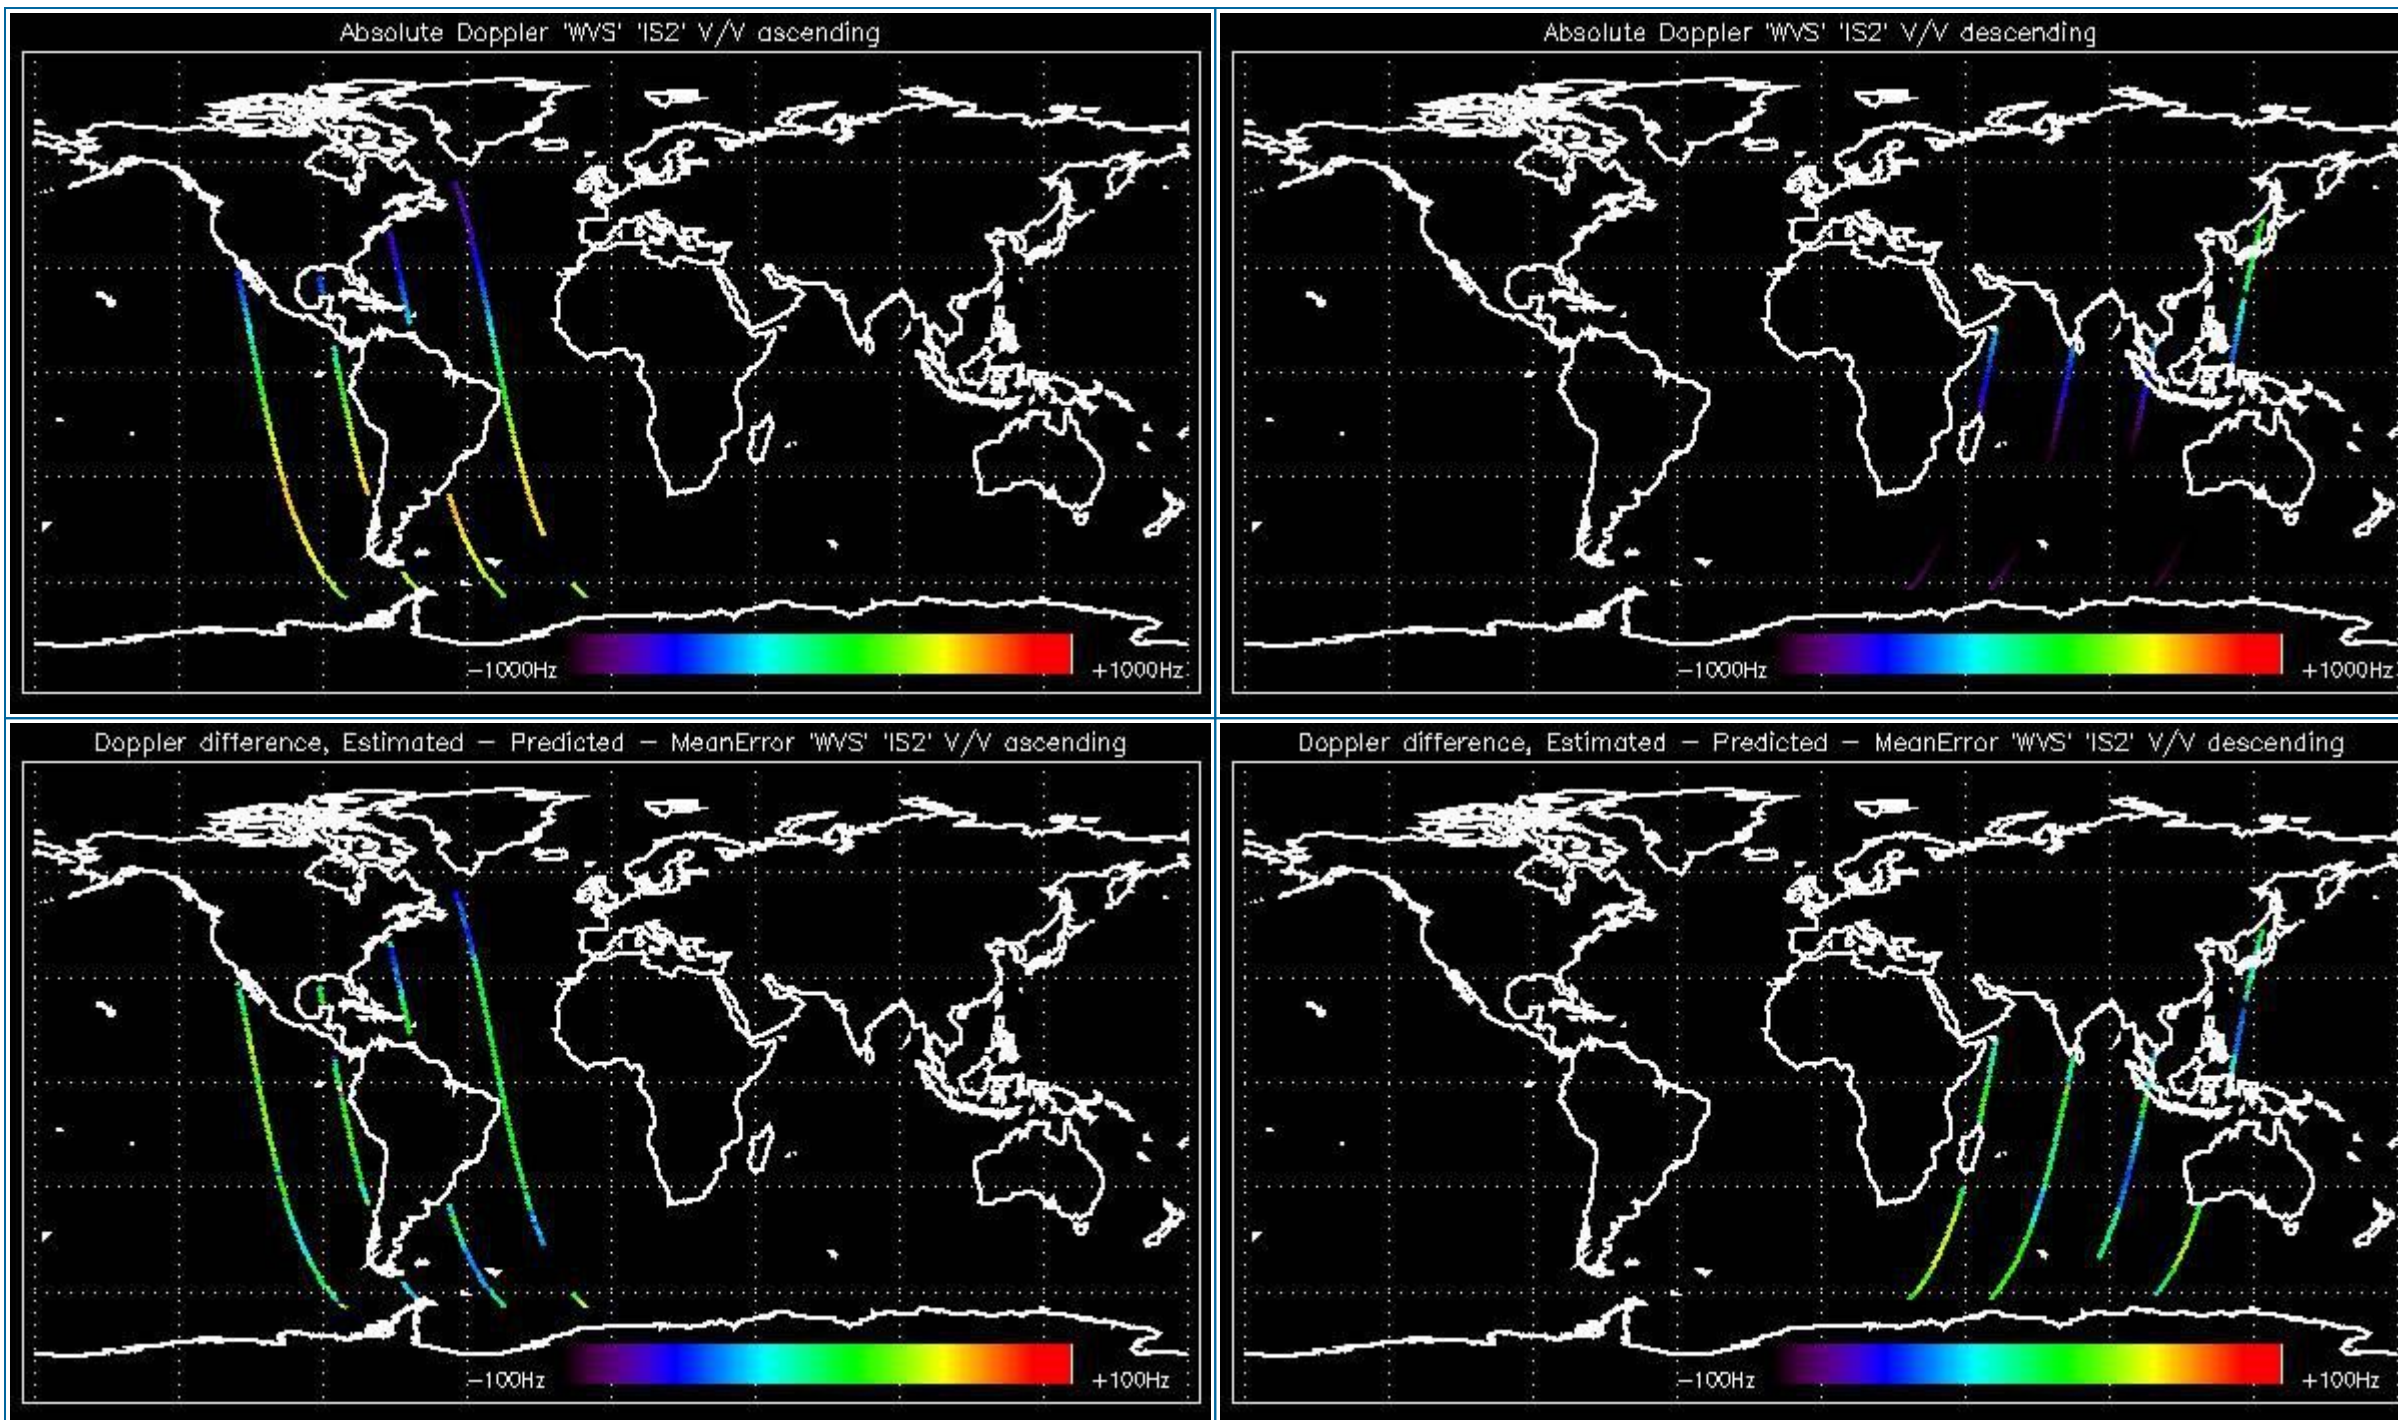 Absolute Doppler 'WVS' 'IS2' V/V ascending
-1000Hz
+1000Hz
Absolute Doppler 'WVS' 'IS2' V/V descending
-1000Hz
+1000Hz
Doppler difference, Estimated - Predicted - MeanError 'WVS' 'IS2' V/V ascending
-100Hz
+100Hz
Doppler difference, Estimated - Predicted - MeanError 'WVS' 'IS2' V/V descending
-100Hz
+100Hz